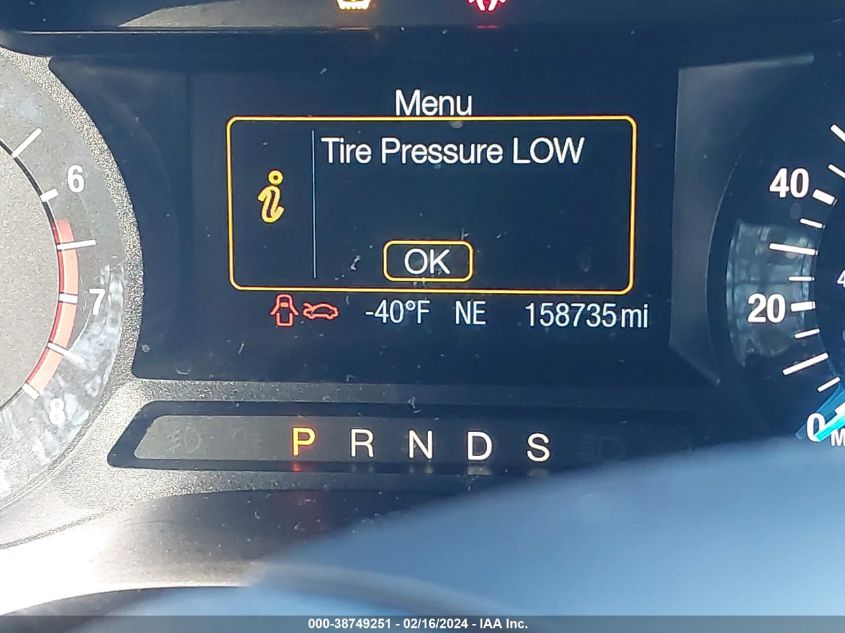 Menu
Tire Pressure LOW
OK
-40°F NE 158735mi
6
7
8
40
20
0
P R N D S
000-38749251 - 02/16/2024 - IAA Inc.